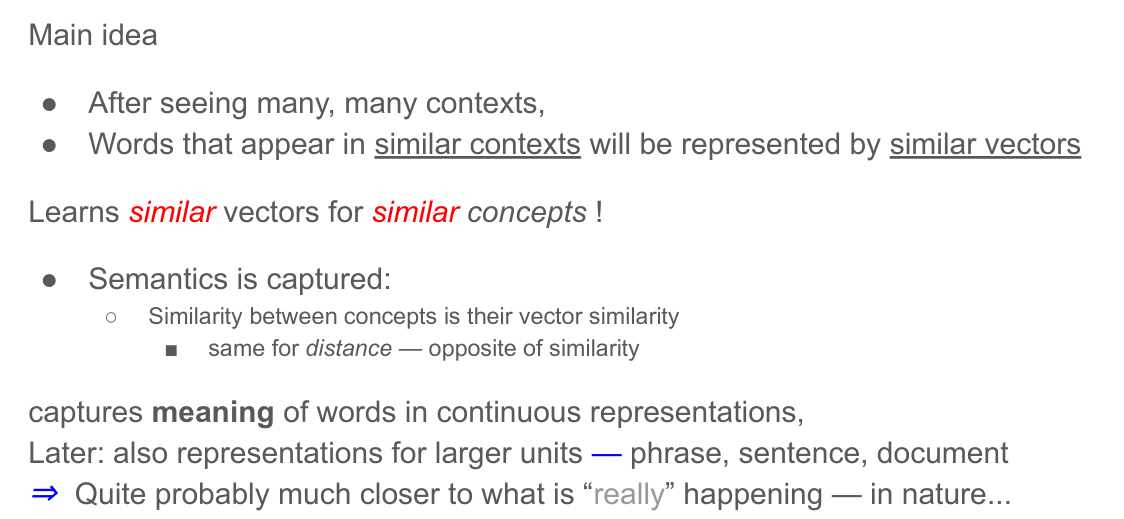 Main idea
● After seeing many, many contexts,
● Words that appear in similar contexts will be represented by similar vectors
Learns similar vectors for similar concepts !
● Semantics is captured:
○ Similarity between concepts is their vector similarity
■ same for distance — opposite of similarity
captures meaning of words in continuous representations,
Later: also representations for larger units — phrase, sentence, document
⇒ Quite probably much closer to what is “really” happening — in nature...